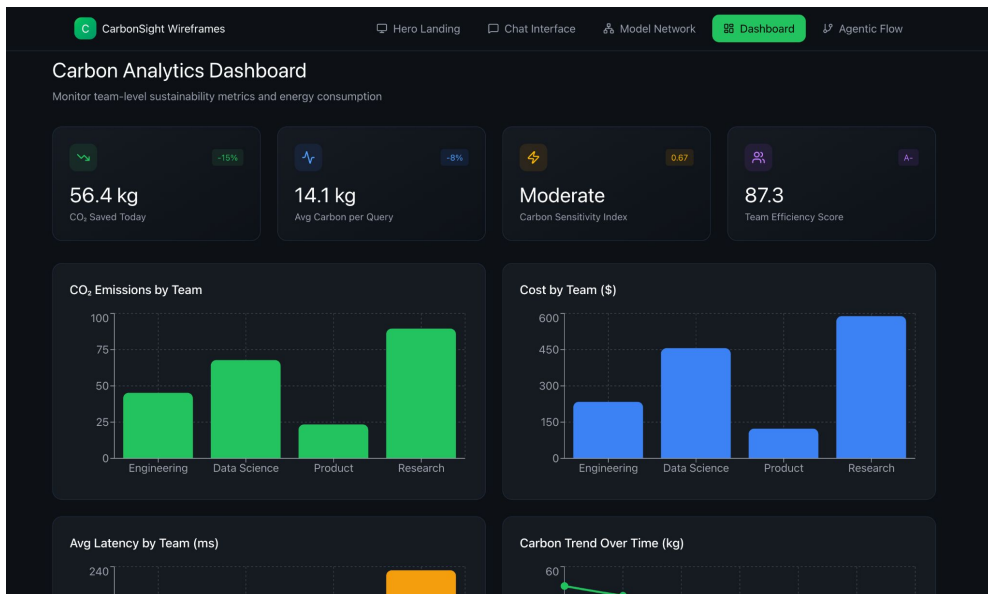 C CarbonSight Wireframes Hero Landing Chat Interface Model Network Dashboard Agentic Flow
Carbon Analytics Dashboard
Monitor team-level sustainability metrics and energy consumption
-15%
56.4 kg
CO₂ Saved Today
-8%
14.1 kg
Avg Carbon per Query
0.67
Moderate
Carbon Sensitivity Index
A-
87.3
Team Efficiency Score
CO₂ Emissions by Team
100
75
50
25
0
Engineering Data Science Product Research
Cost by Team ($)
600
450
300
150
0
Engineering Data Science Product Research
Avg Latency by Team (ms)
240
Carbon Trend Over Time (kg)
60